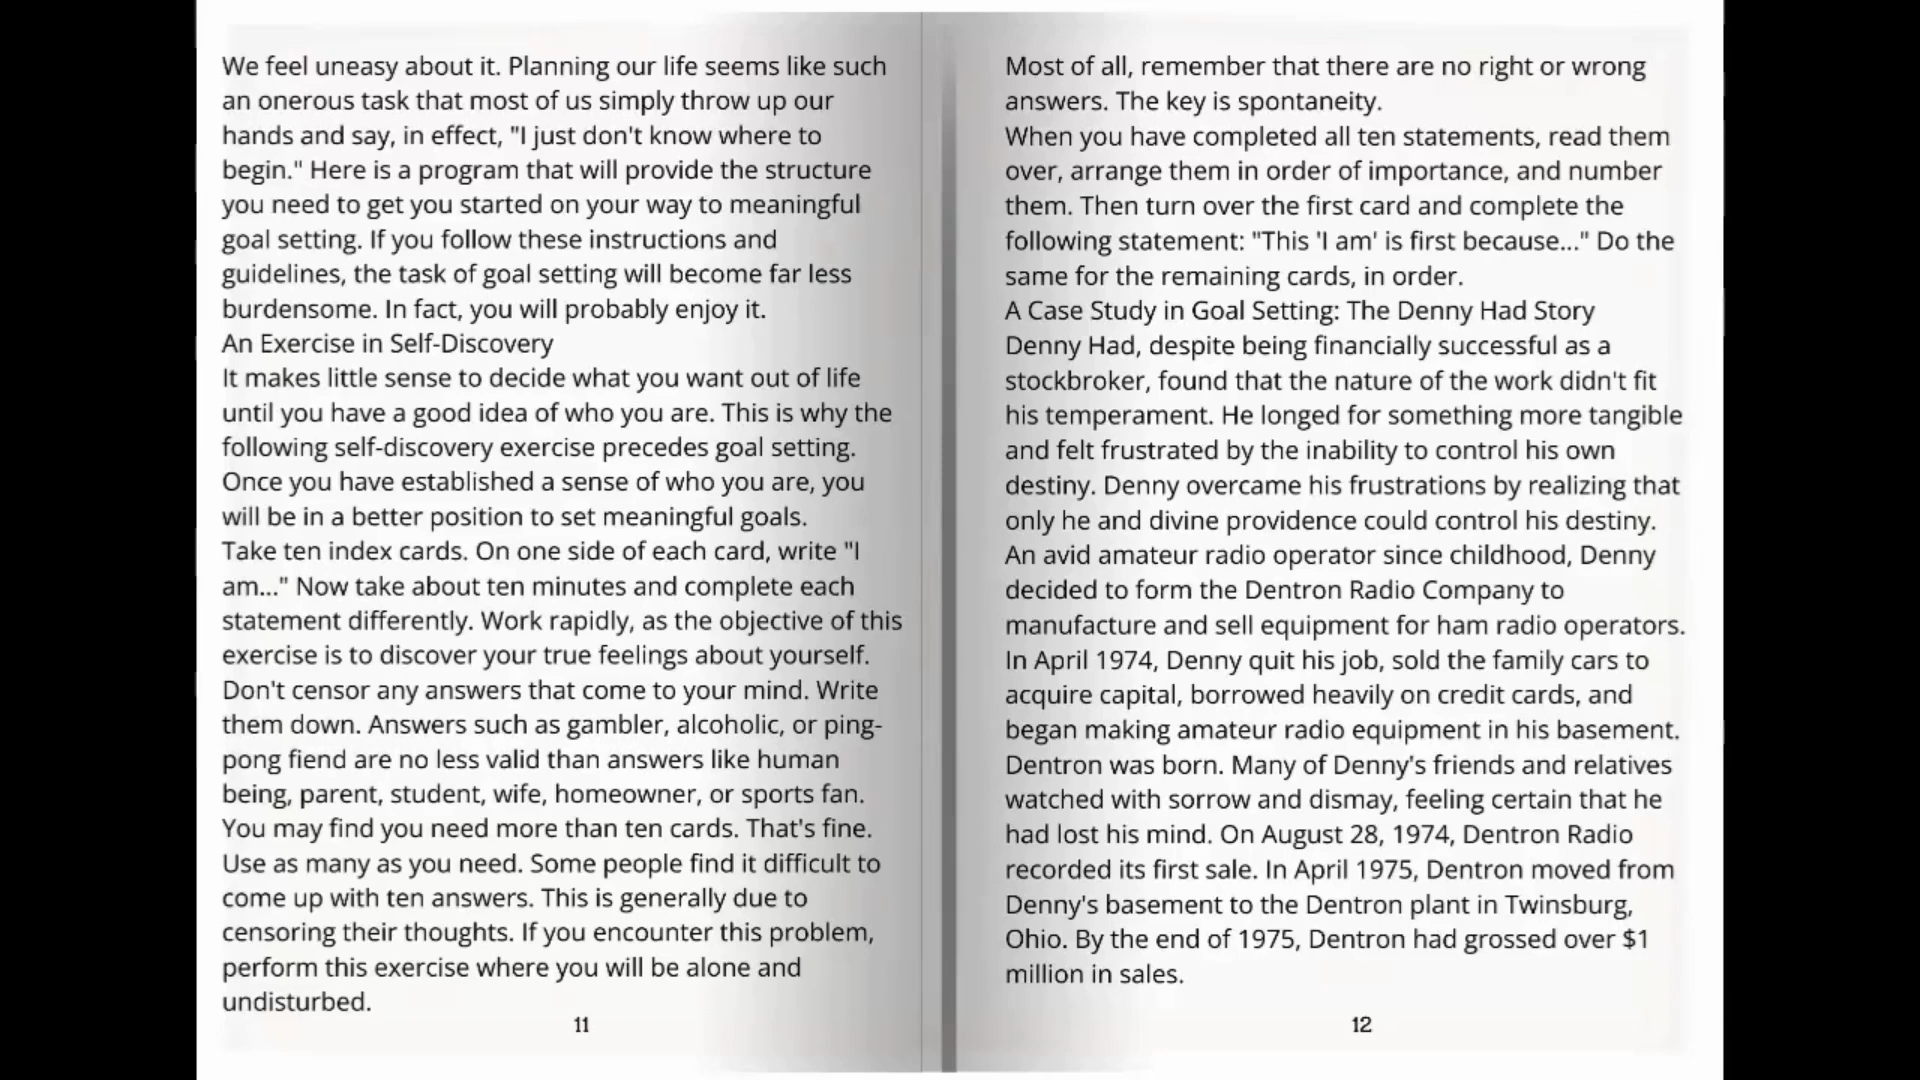 We feel uneasy about it. Planning our life seems like such
an onerous task that most of us simply throw up our
hands and say, in effect, "I just don't know where to
begin." Here is a program that will provide the structure
you need to get you started on your way to meaningful
goal setting. If you follow these instructions and
guidelines, the task of goal setting will become far less
burdensome. In fact, you will probably enjoy it.
An Exercise in Self-Discovery
It makes little sense to decide what you want out of life
until you have a good idea of who you are. This is why the
following self-discovery exercise precedes goal setting.
Once you have established a sense of who you are, you
will be in a better position to set meaningful goals.
Take ten index cards. On one side of each card, write "I
am..." Now take about ten minutes and complete each
statement differently. Work rapidly, as the objective of this
exercise is to discover your true feelings about yourself.
Don't censor any answers that come to your mind. Write
them down. Answers such as gambler, alcoholic, or ping-
pong fiend are no less valid than answers like human
being, parent, student, wife, homeowner, or sports fan.
You may find you need more than ten cards. That's fine.
Use as many as you need. Some people find it difficult to
come up with ten answers. This is generally due to
censoring their thoughts. If you encounter this problem,
perform this exercise where you will be alone and
undisturbed.
11
Most of all, remember that there are no right or wrong
answers. The key is spontaneity.
When you have completed all ten statements, read them
over, arrange them in order of importance, and number
them. Then turn over the first card and complete the
following statement: "This 'I am' is first because..." Do the
same for the remaining cards, in order.
A Case Study in Goal Setting: The Denny Had Story
Denny Had, despite being financially successful as a
stockbroker, found that the nature of the work didn't fit
his temperament. He longed for something more tangible
and felt frustrated by the inability to control his own
destiny. Denny overcame his frustrations by realizing that
only he and divine providence could control his destiny.
An avid amateur radio operator since childhood, Denny
decided to form the Dentron Radio Company to
manufacture and sell equipment for ham radio operators.
In April 1974, Denny quit his job, sold the family cars to
acquire capital, borrowed heavily on credit cards, and
began making amateur radio equipment in his basement.
Dentron was born. Many of Denny's friends and relatives
watched with sorrow and dismay, feeling certain that he
had lost his mind. On August 28, 1974, Dentron Radio
recorded its first sale. In April 1975, Dentron moved from
Denny's basement to the Dentron plant in Twinsburg,
Ohio. By the end of 1975, Dentron had grossed over $1
million in sales.
12